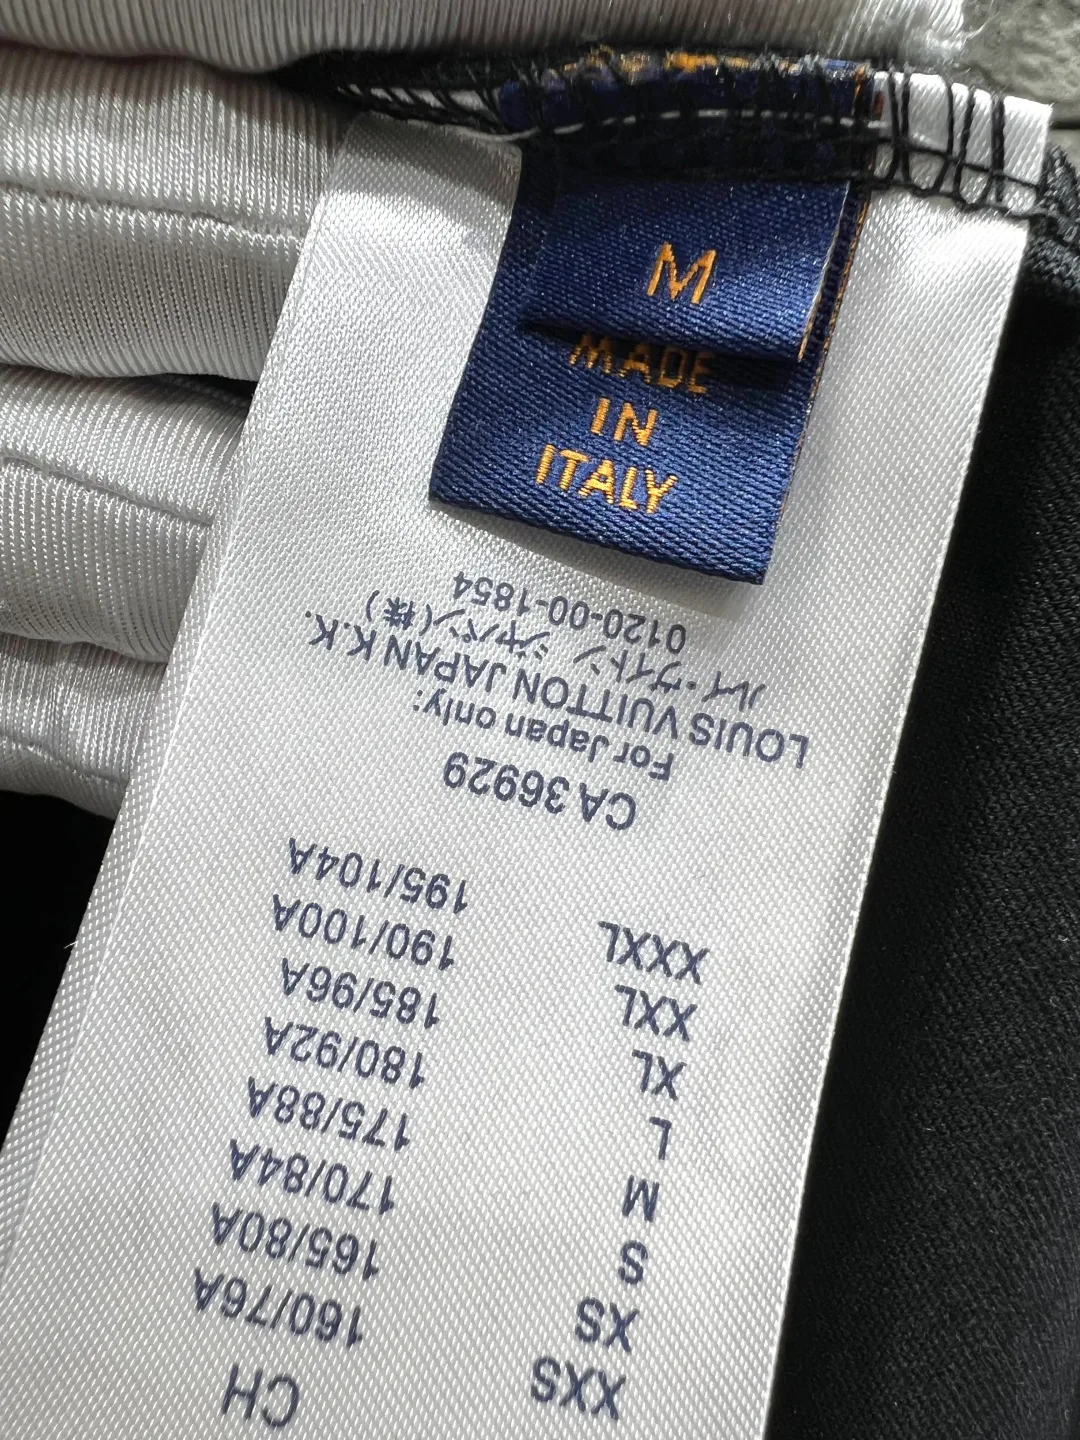 M
MADE
IN
ITALY
CH
XXS 160/76A
XS 165/80A
S 170/84A
M 175/88A
L 180/92A
XL 185/96A
XXL 190/100A
XXXL 195/104A
CA 36929
For Japan only:
LOUIS VUITTON JAPAN K.K.
ルイ・ヴィトン ジャパン(株)
0120-00-1854